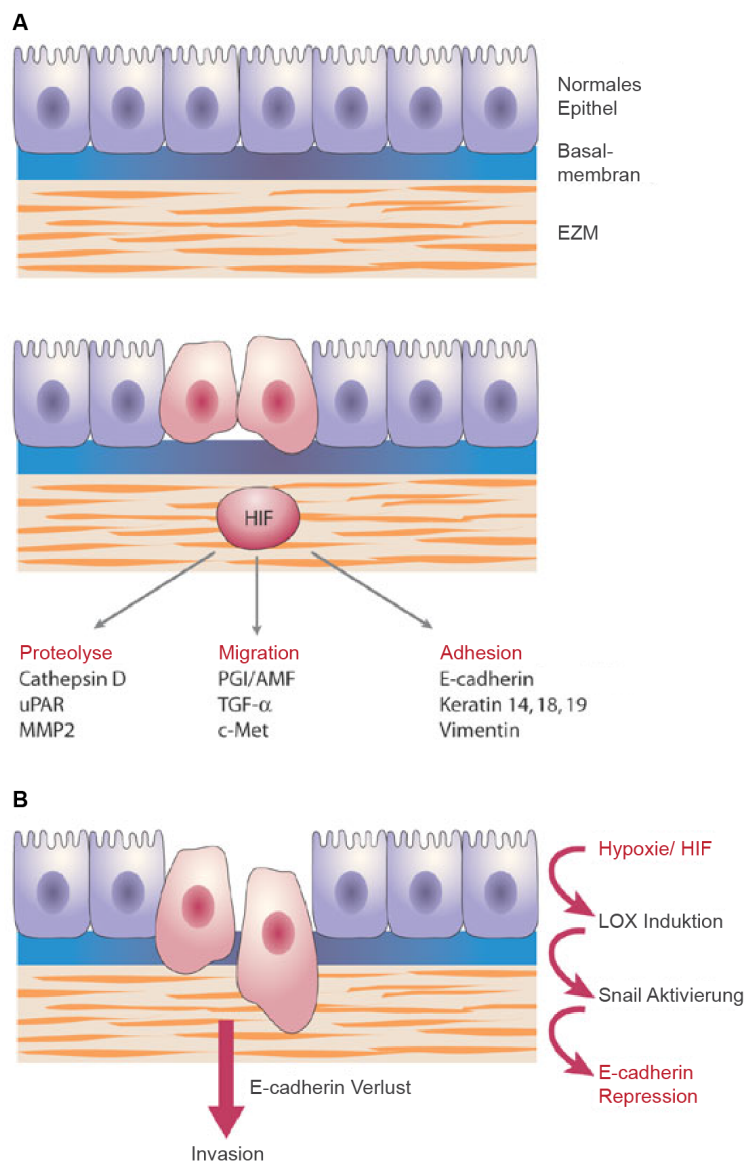 A
Normales
Epithel
Basal-
membran
EZM
HIF
Proteolyse
Cathepsin D
uPAR
MMP2
Migration
PGI/AMF
TGF-α
c-Met
Adhesion
E-cadherin
Keratin 14, 18, 19
Vimentin
B
Hypoxie/ HIF
LOX Induktion
Snail Aktivierung
E-cadherin
Repression
E-cadherin Verlust
Invasion